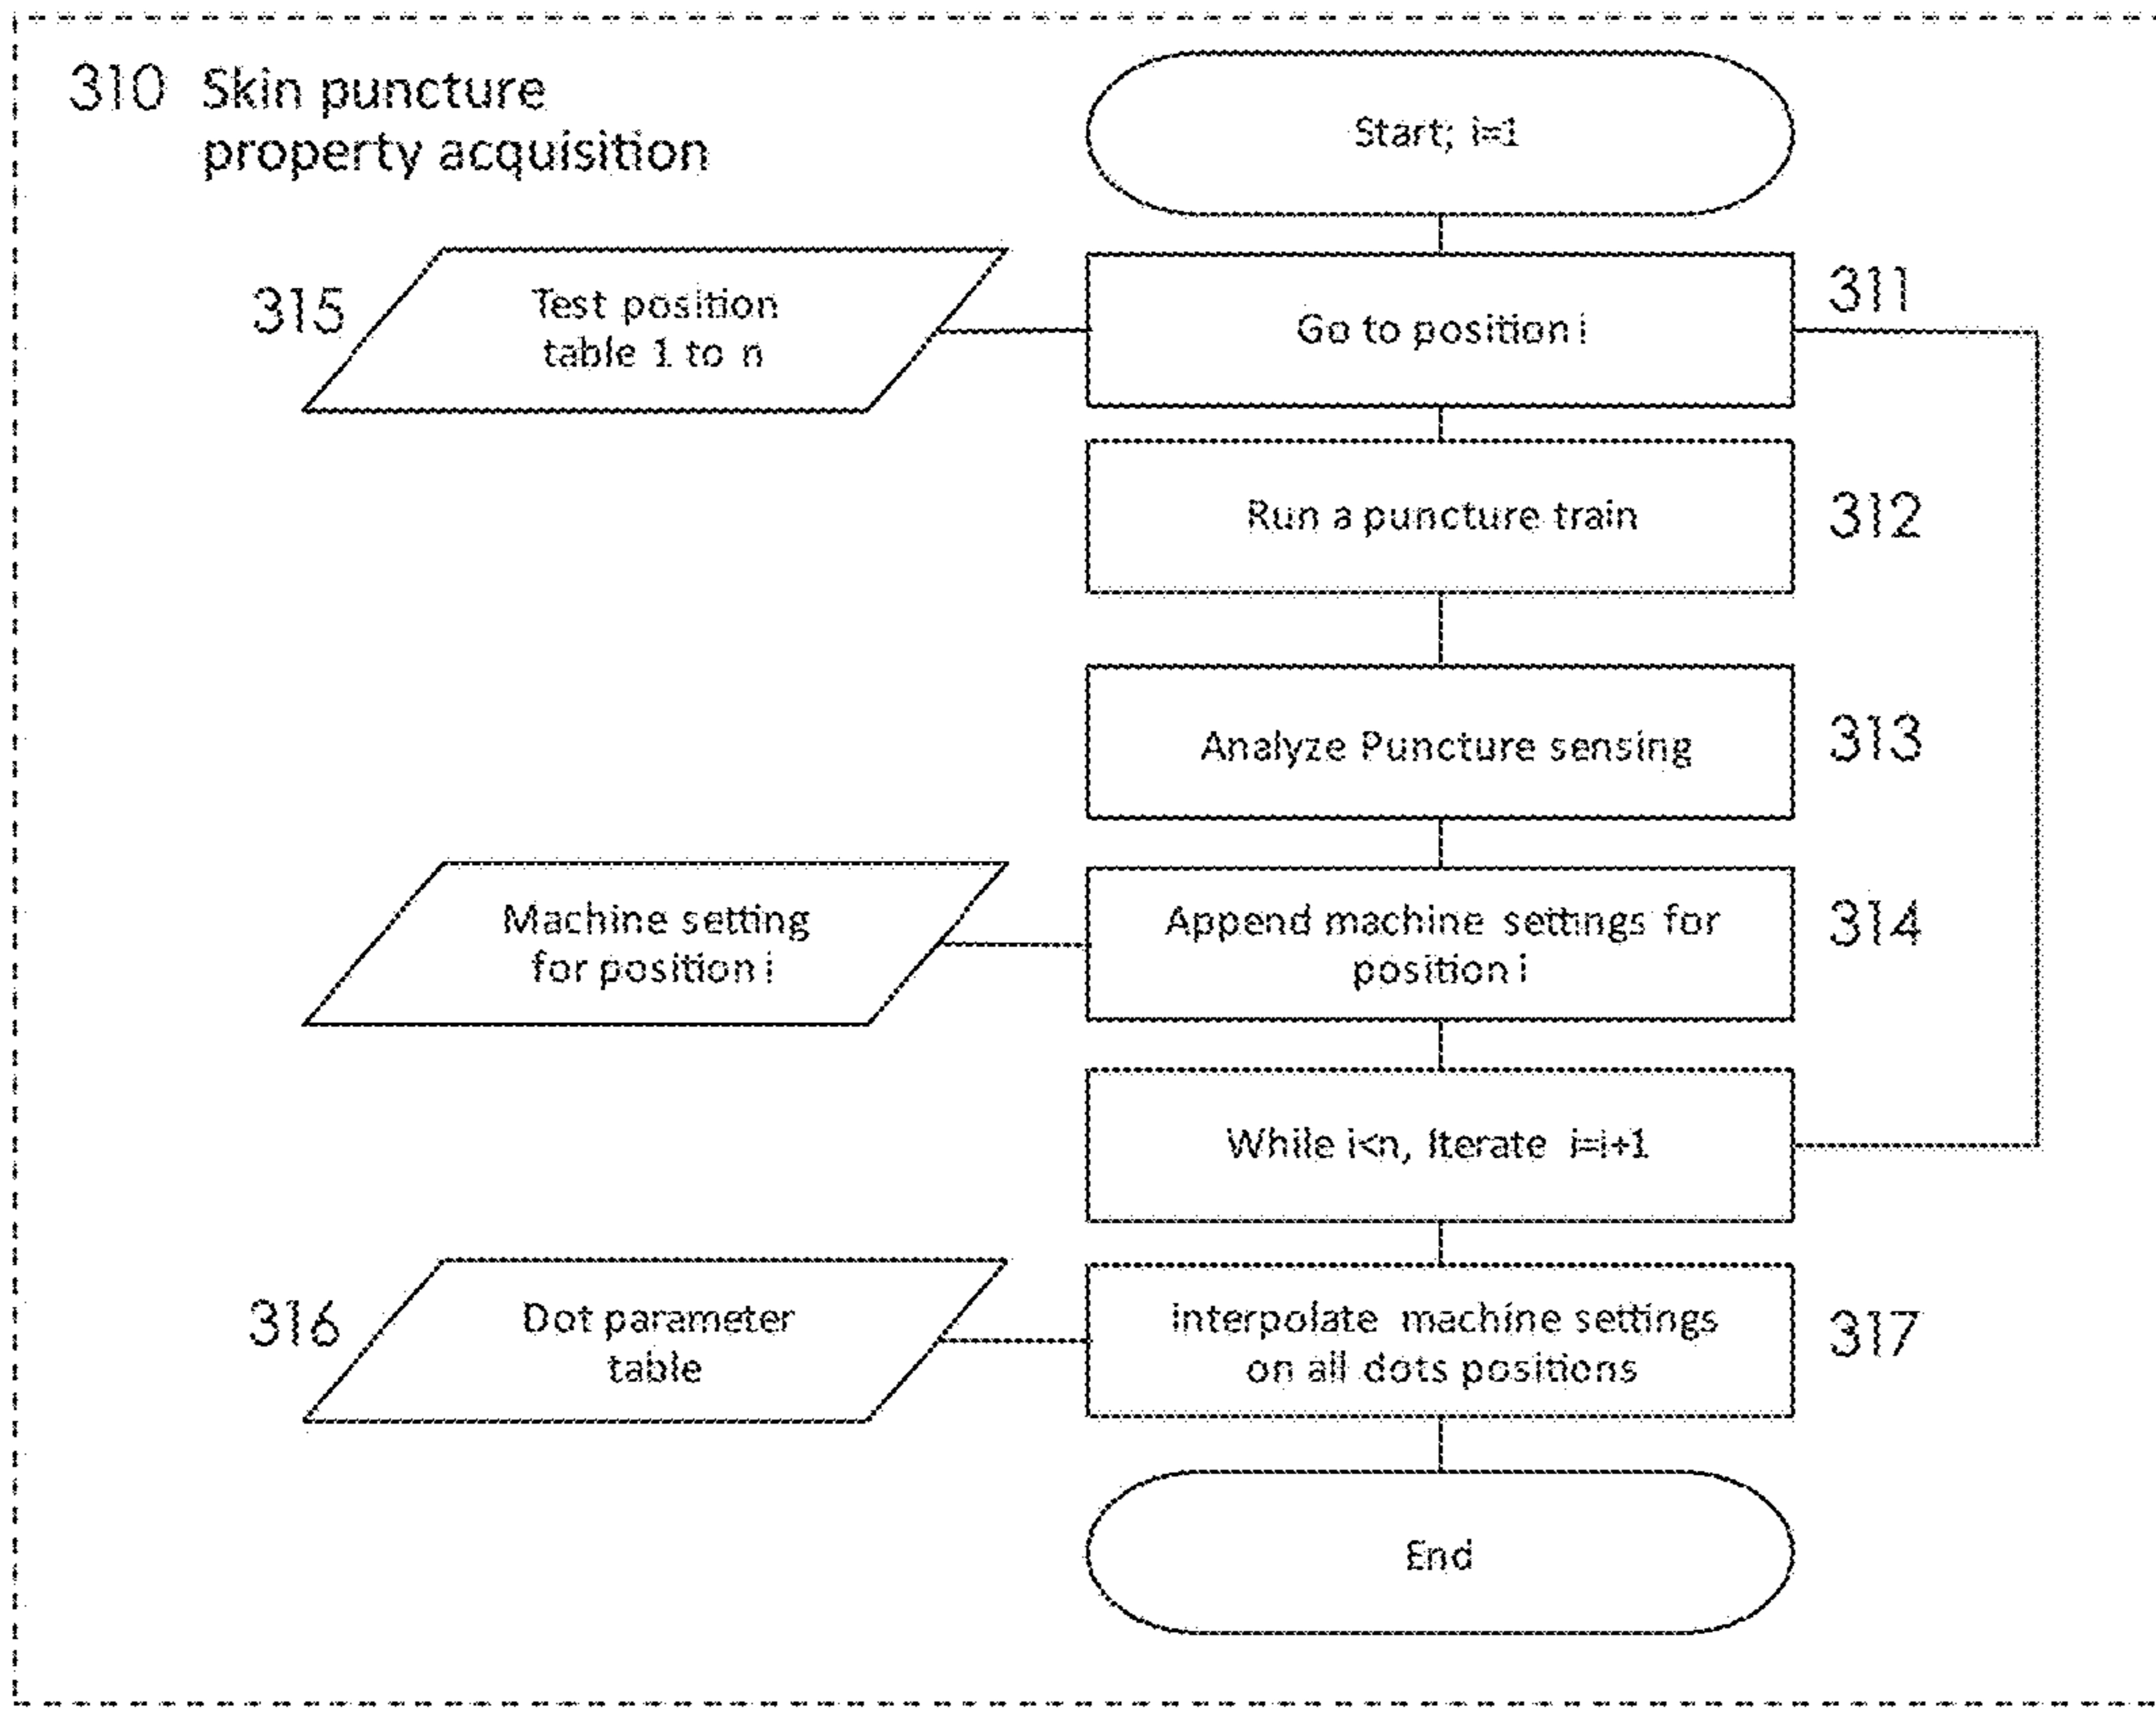 310 Skin puncture
property acquisition
Start; i=1
315
Test position
table 1 to n
Go to position i
311
Run a puncture train
312
Analyze Puncture sensing
313
Machine setting
for position i
Append machine settings for
position i
314
While i<n, Iterate i=i+1
316
Dot parameter
table
interpolate machine settings
on all dots positions
317
End